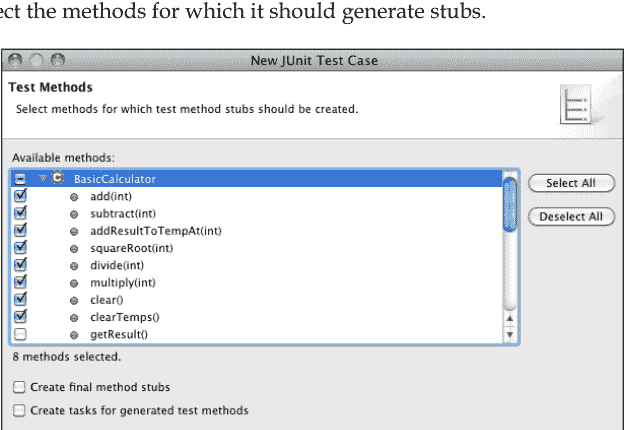 ect the methods for which it should generate stubs.
New JUnit Test Case
Test Methods
Select methods for which test method stubs should be created.
Available methods:
BasicCalculator
add(int)
subtract(int)
addResultToTempAt(int)
squareRoot(int)
divide(int)
multiply(int)
clear()
clearTemps()
getResult()
Select All
Deselect All
8 methods selected.
Create final method stubs
Create tasks for generated test methods